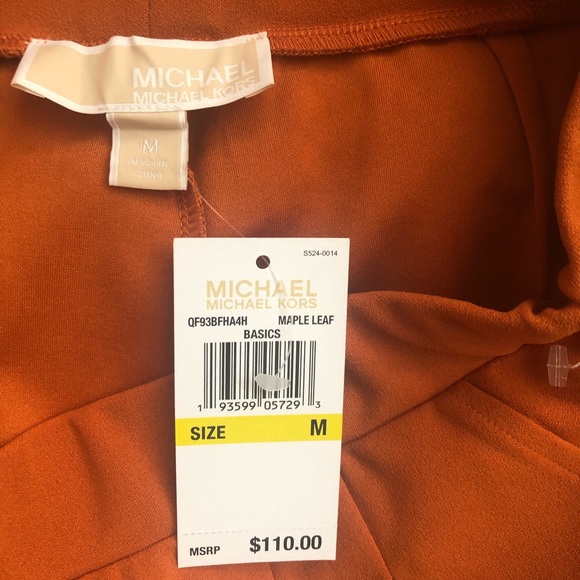 MICHAEL
MICHAEL KORS
M
MADE IN
CHINA
S524-0014
MICHAEL
MICHAEL KORS
QF93BFHA4H MAPLE LEAF
BASICS
1 93599 05729 3
SIZE M
MSRP $110.00